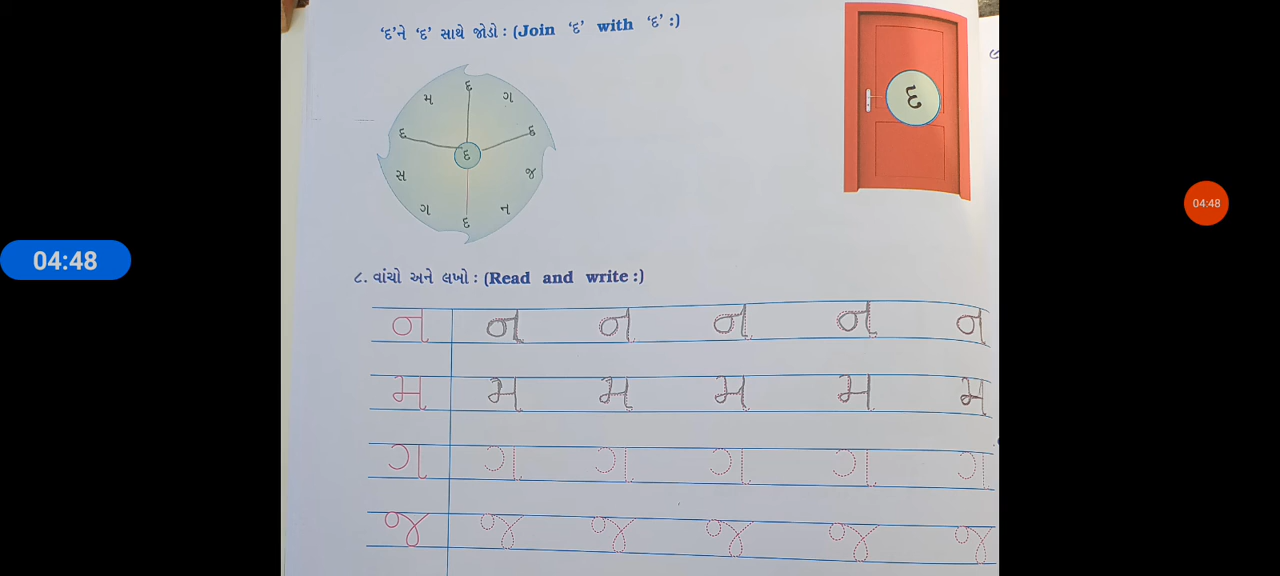 'દ'ને 'દ' સાથે જોડો : (Join 'દ' with 'દ' :)
દ
મ ગ
દ દ
દ
સ જ
ગ ન
દ
દ
04:48
04:48
૮. વાંચો અને લખો : (Read and write :)
ન ન ન ન ન ન
મ મ મ મ મ મ
ગ ગ ગ ગ ગ ગ
જ જ જ જ જ જ